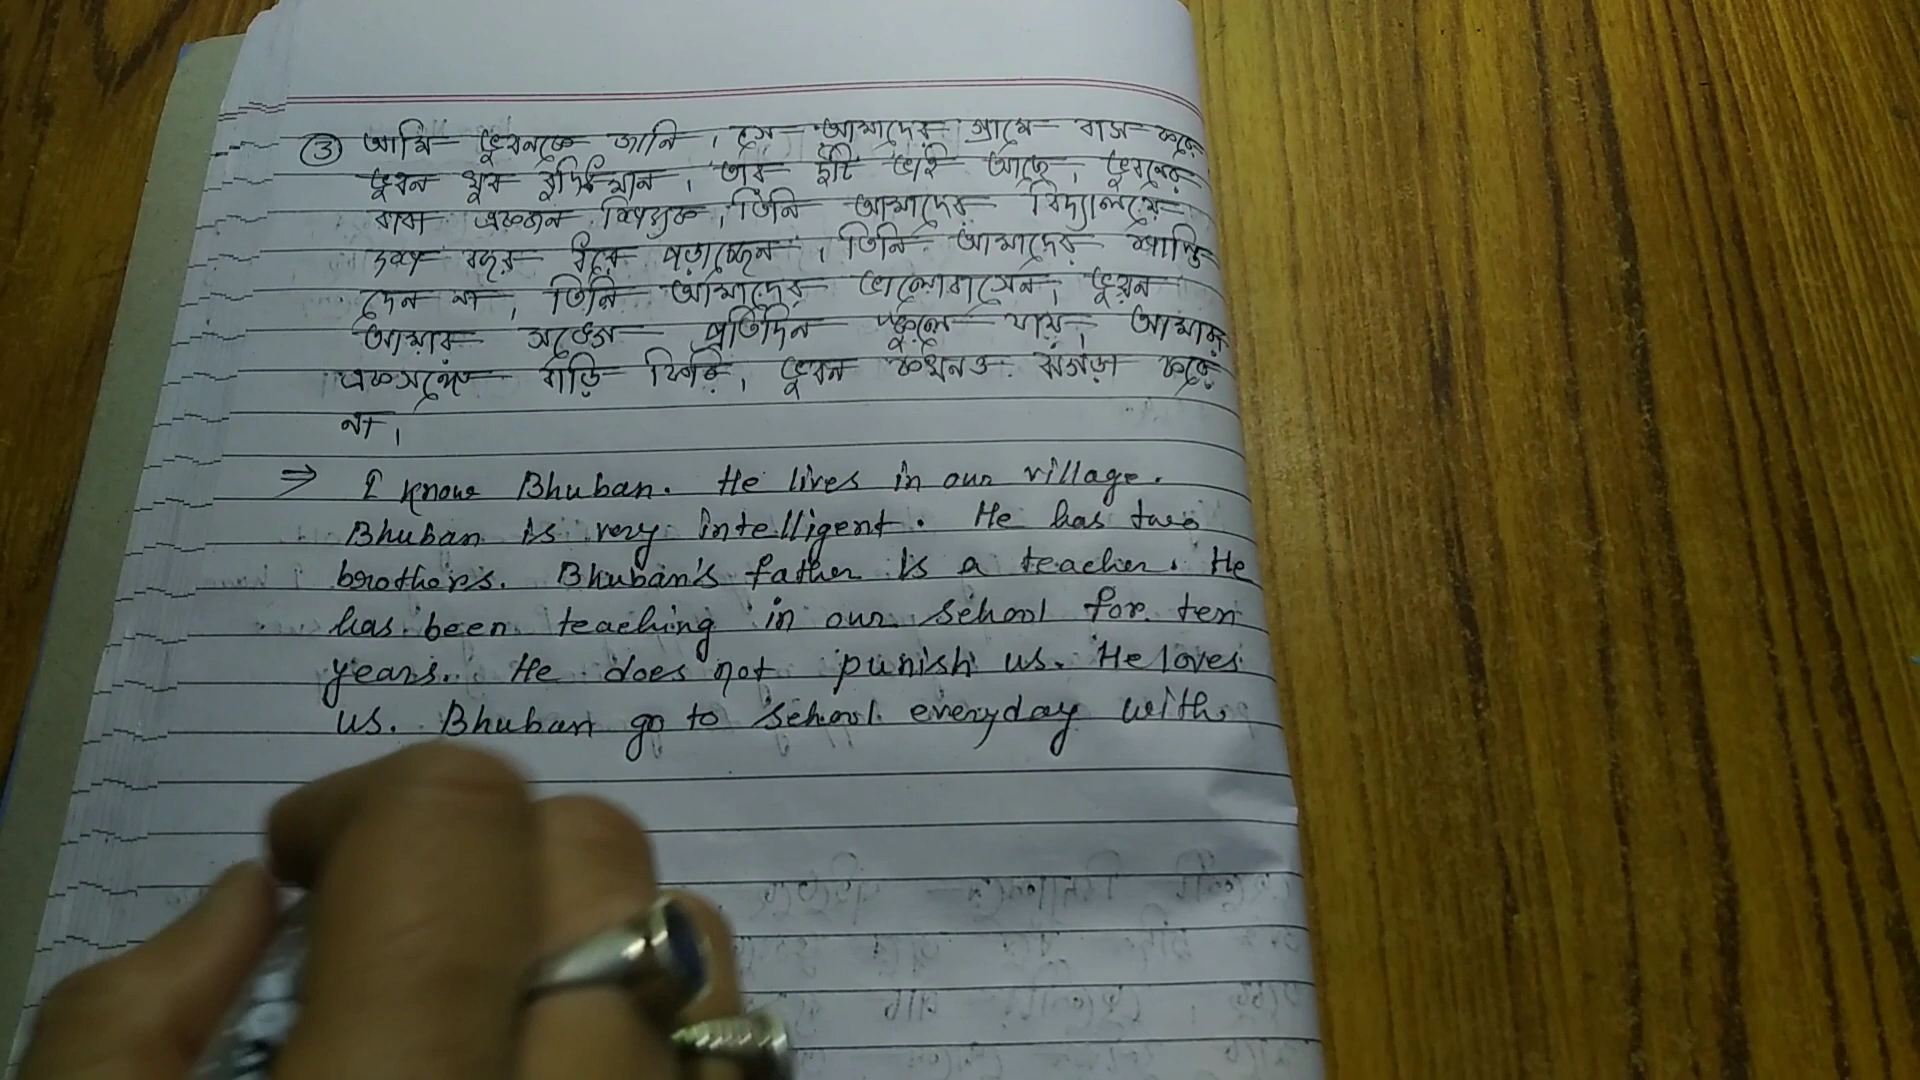 ③ আমি ভুবনকে জানি। সে আমাদের গ্রামে বাস করে
ভুবন খুব বুদ্ধিমান। তার দুটি ভাই আছে। ভুবনের
বাবা একজন শিক্ষক। তিনি আমাদের বিদ্যালয়ে
দশ বছর ধরে পড়াচ্ছেন। তিনি আমাদের শাস্তি
দেন না। তিনি আমাদের ভালোবাসেন। ভুবন
আমার সঙ্গে প্রতিদিন স্কুলে যায়। আমরা
একসঙ্গে বাড়ি ফিরি। ভুবন কখনও ঝগড়া করে
না।
⇒ I know Bhuban. He lives in our village.
Bhuban is very intelligent. He has two
brothers. Bhuban's father is a teacher. He
has been teaching in our school for ten
years. He does not punish us. He loves
us. Bhuban go to school everyday with